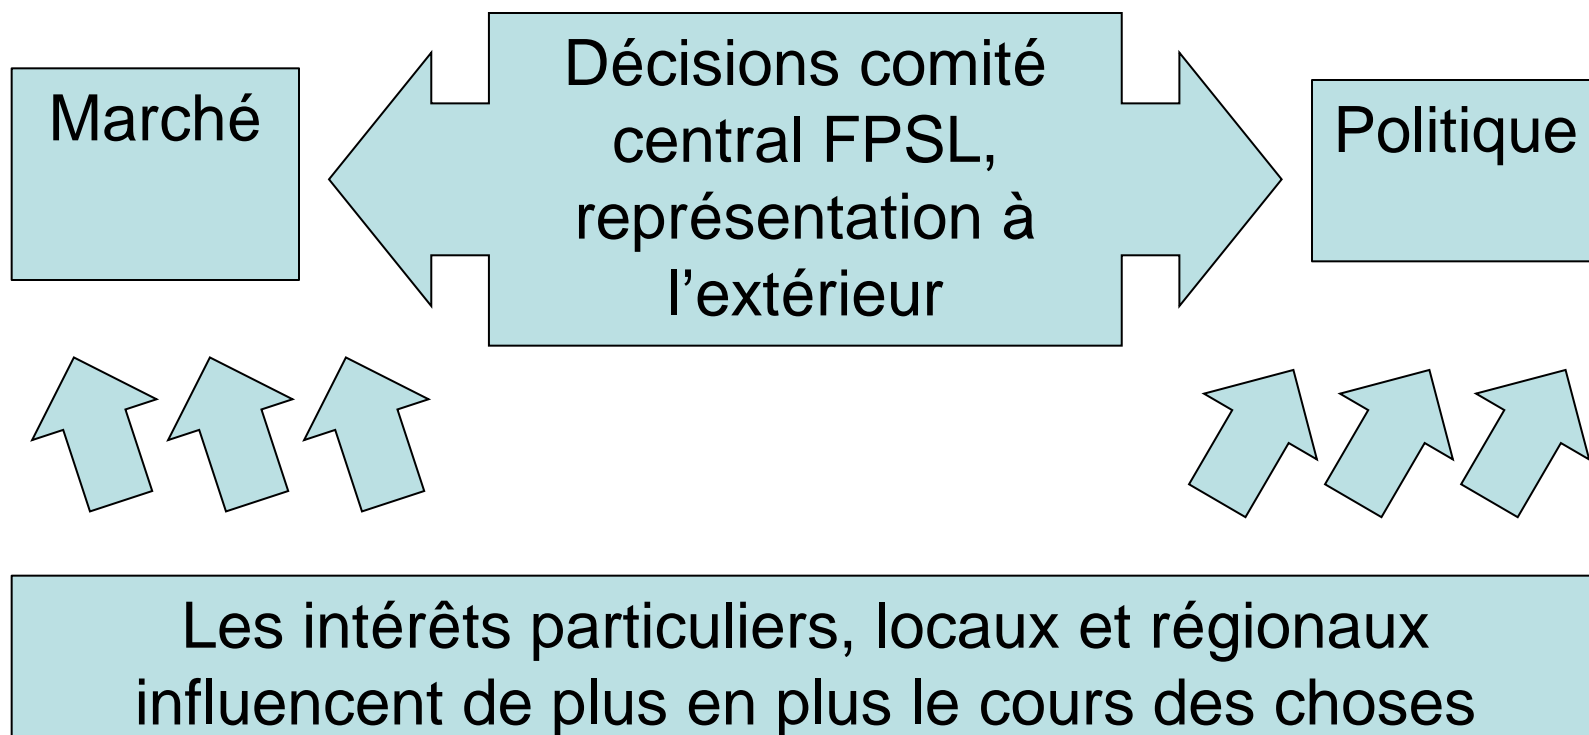 Marché
Décisions comité
central FPSL,
représentation à
l’extérieur
Politique
Les intérêts particuliers, locaux et régionaux
influencent de plus en plus le cours des choses